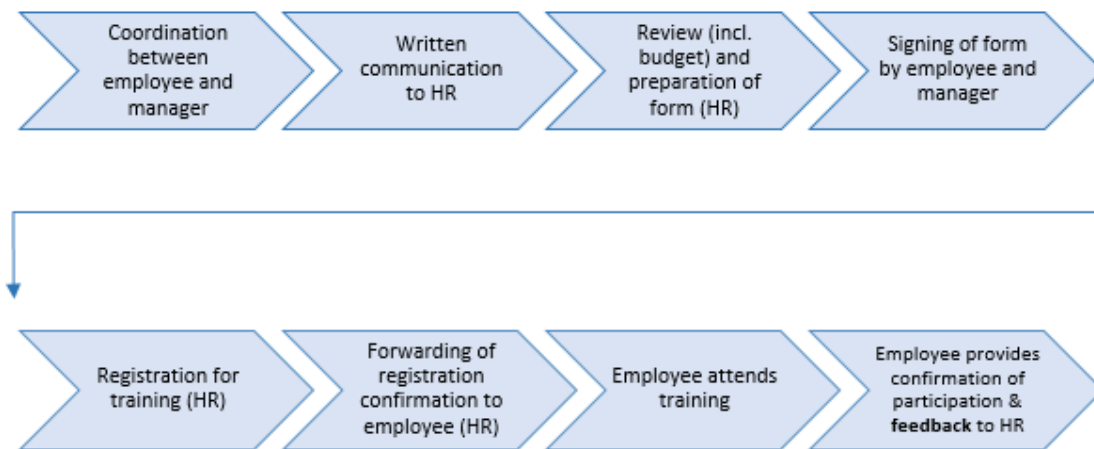 Coordination
between
employee and
manager
Written
communication
to HR
Review (incl.
budget) and
preparation of
form (HR)
Signing of form
by employee and
manager
Registration for
training (HR)
Forwarding of
registration
confirmation to
employee (HR)
Employee attends
training
Employee provides
confirmation of
participation &
feedback to HR